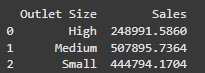 Outlet Size Sales
0 High 248991.5860
1 Medium 507895.7364
2 Small 444794.1704